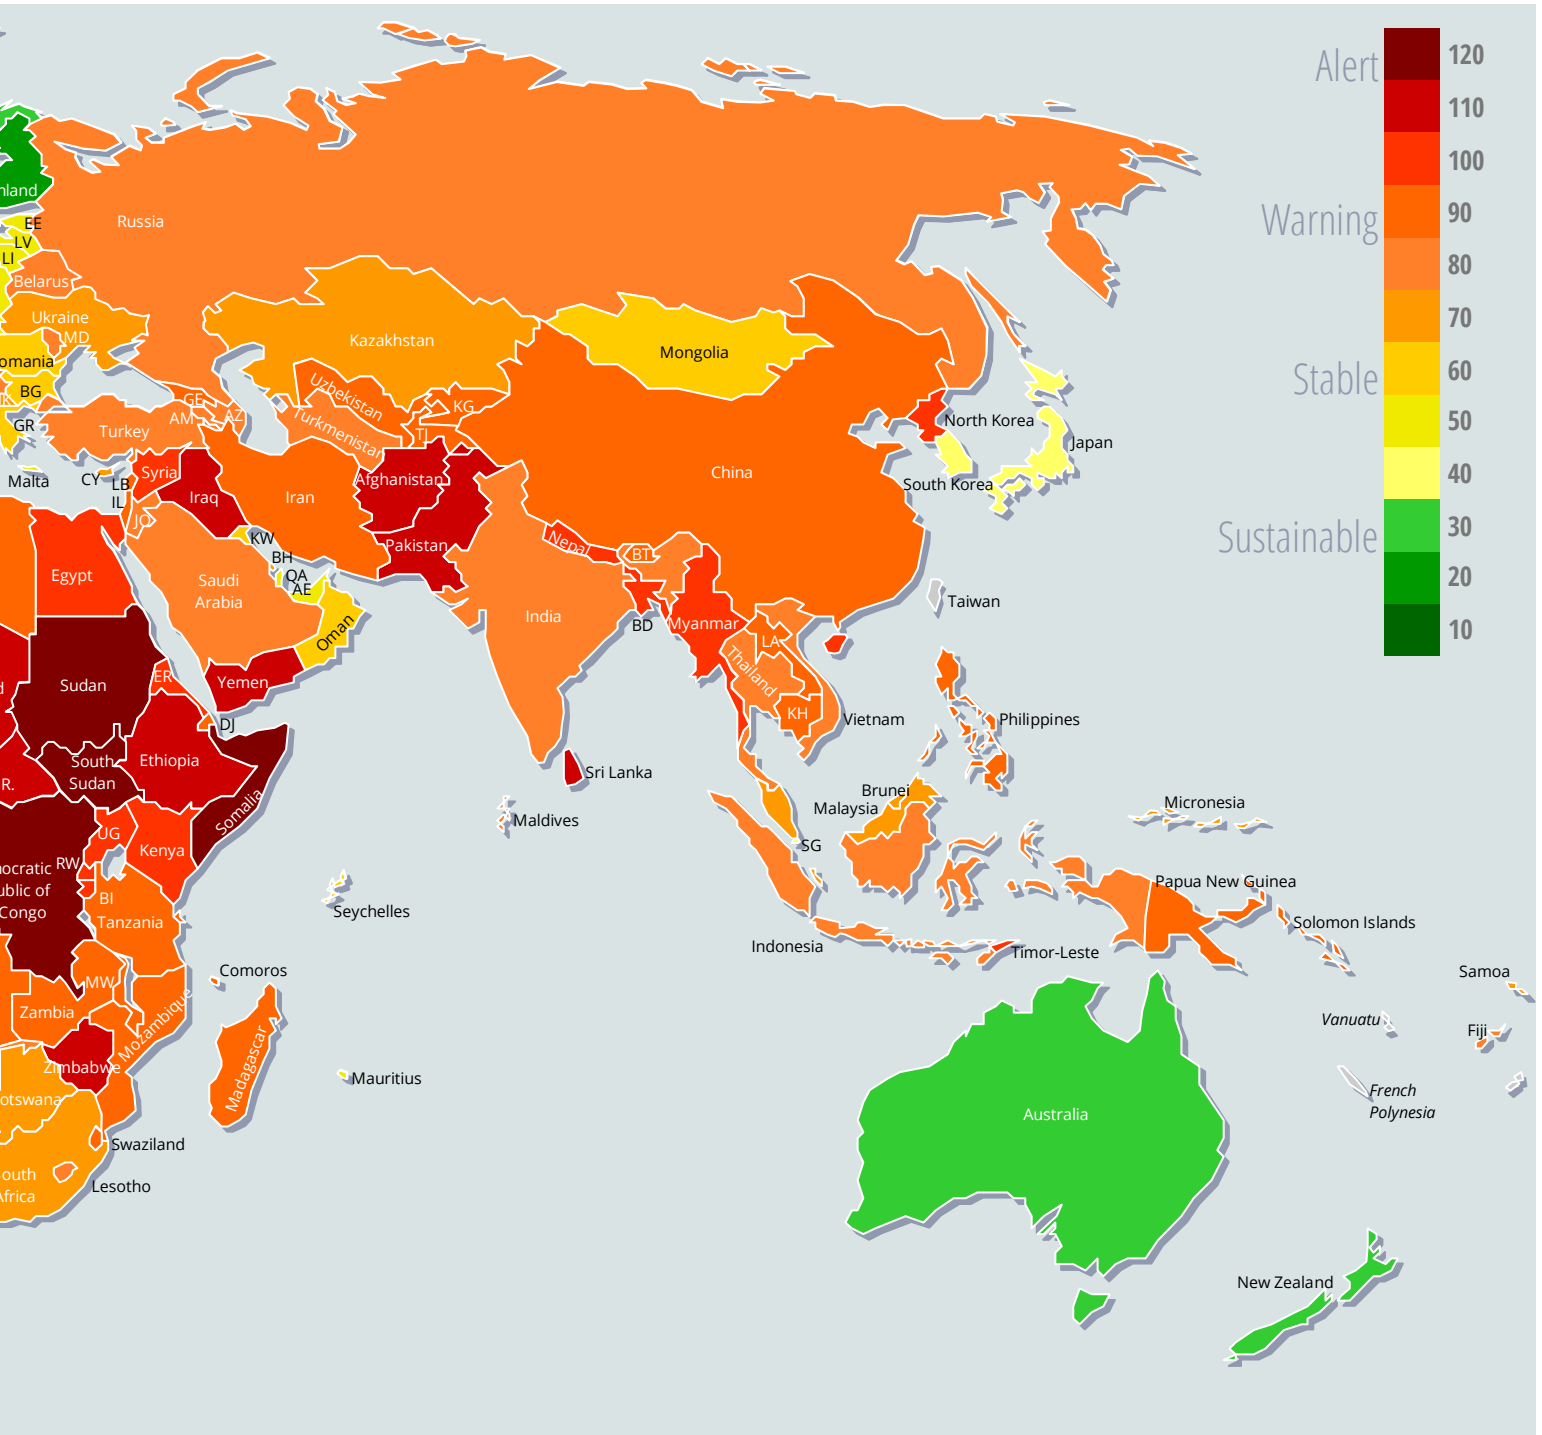 Alert
120
110
100
Warning
90
80
70
Stable
60
50
40
Sustainable
30
20
10
nland
EE
LV
LI
Russia
Belarus
Ukraine
MD
omania
BG
GR
Malta
Kazakhstan
Mongolia
Uzbekistan
Turkmenistan
KG
TJ
GE
AM
AZ
Turkey
CY
LB
IL
JO
Syria
Iraq
Iran
Afghanistan
Pakistan
China
North Korea
South Korea
Japan
KW
BH
QA
AE
Saudi
Arabia
Oman
Yemen
Egypt
Nepal
BT
India
BD
Myanmar
LA
Thailand
KH
Vietnam
Taiwan
Philippines
Sudan
ER
DJ
d
South
Sudan
R.
Ethiopia
Somalia
UG
Kenya
RW
BI
ocratic
ublic of
Congo
Tanzania
MW
Zambia
Mozambique
Zimbabwe
otswana
outh
Africa
Swaziland
Lesotho
Comoros
Madagascar
Mauritius
Seychelles
Maldives
Sri Lanka
Brunei
Malaysia
SG
Indonesia
Timor-Leste
Micronesia
Papua New Guinea
Solomon Islands
Samoa
Vanuatu
Fiji
French
Polynesia
Australia
New Zealand